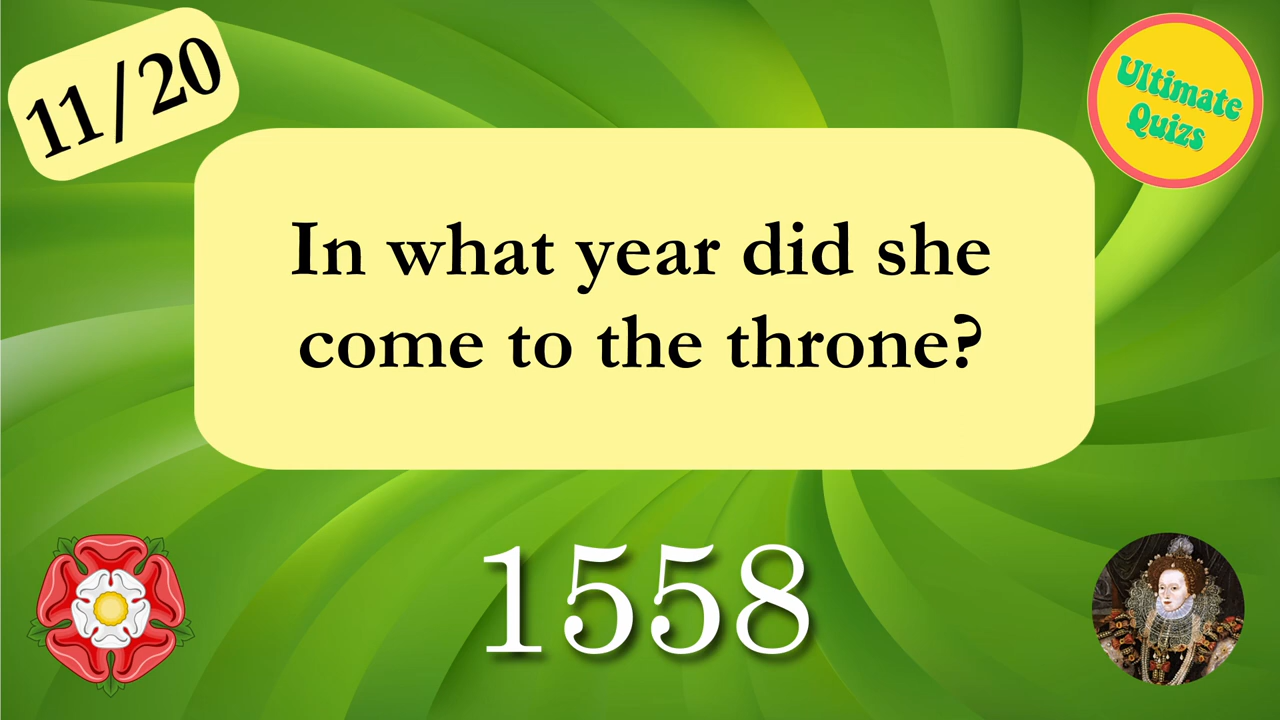 11/20
Ultimate
Quizs
In what year did she
come to the throne?
1558